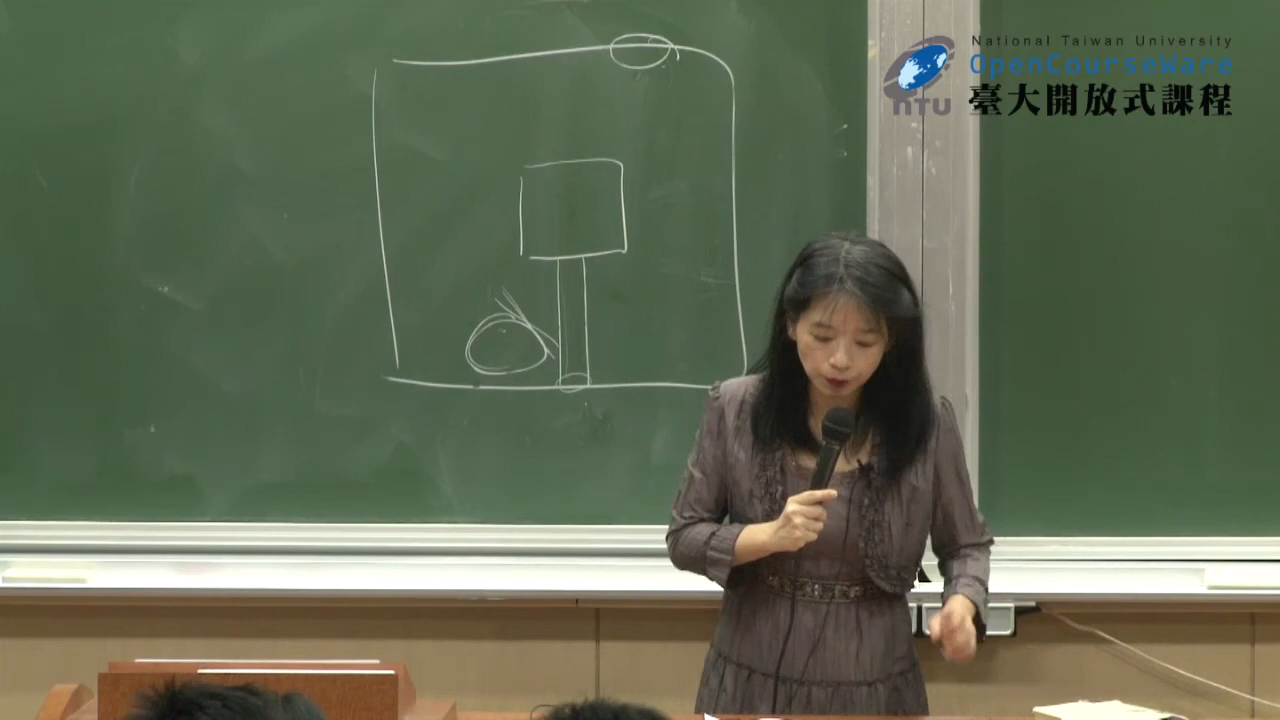 National Taiwan University
OpenCourseWare
NTU
臺大開放式課程